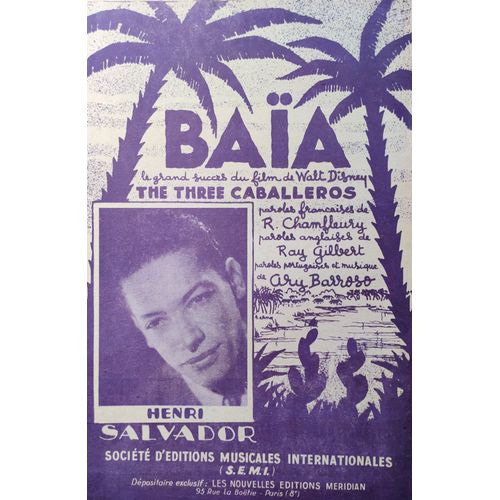 BAÏA
le grand succès du film de Walt Disney
THE THREE CABALLEROS
paroles françaises de
R. Chamfleury
paroles anglaises de
Ray Gilbert
paroles portugaises et musique
de Ary Barroso
HENRI
SALVADOR
SOCIÉTÉ D'EDITIONS MUSICALES INTERNATIONALES
(S.E.M.I.)
Dépositaire exclusif: LES NOUVELLES EDITIONS MERIDIAN
95 Rue la Boëtie - Paris (8ᵉ)